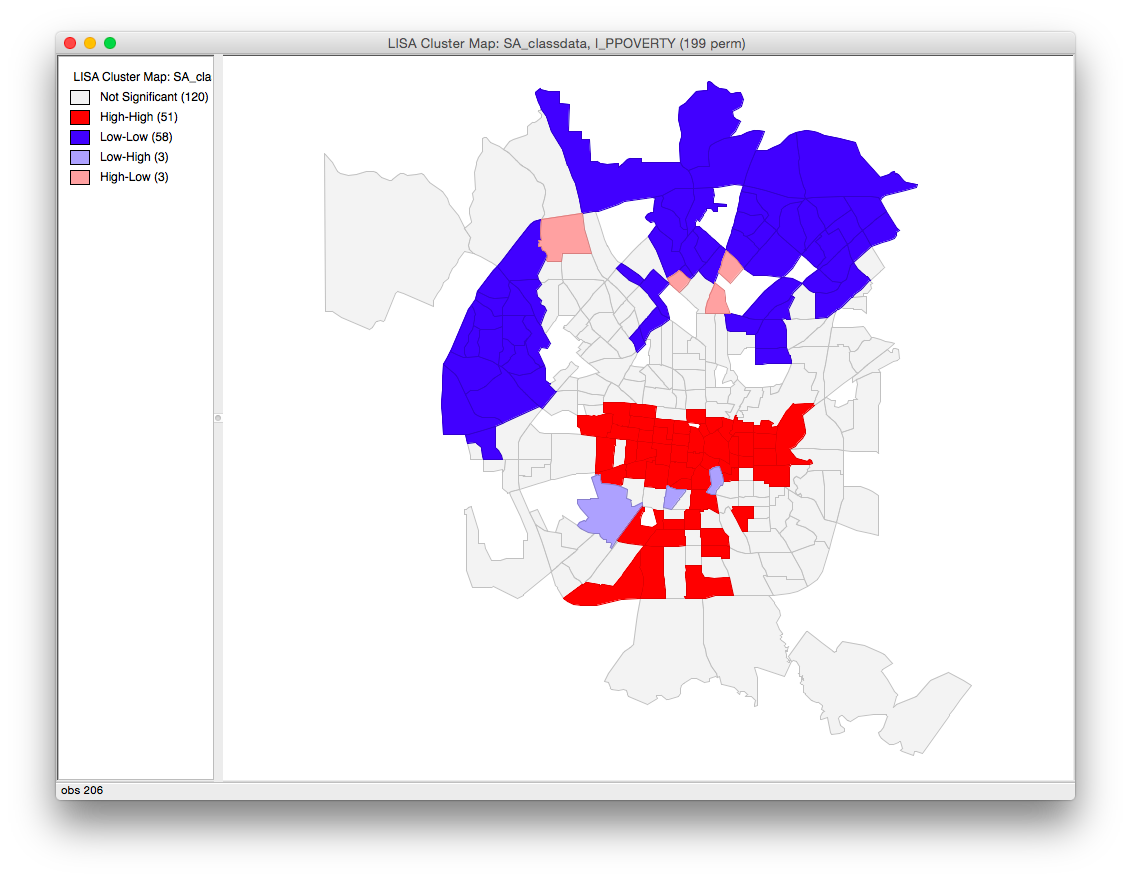 LISA Cluster Map: SA_classdata, I_PPOVERTY (199 perm)
LISA Cluster Map: SA_cla
Not Significant (120)
High-High (51)
Low-Low (58)
Low-High (3)
High-Low (3)
obs 206